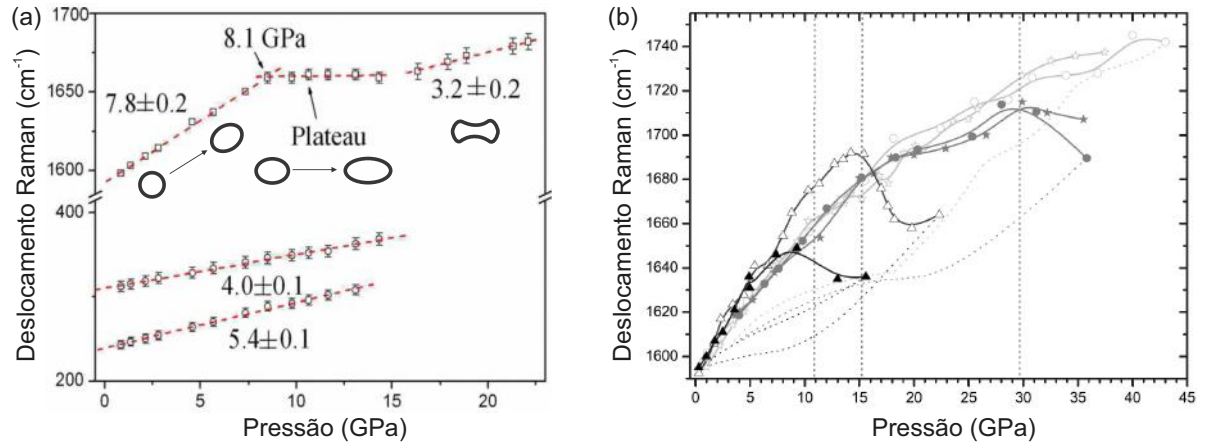 (a)
Deslocamento Raman (cm⁻¹)
1700
1650
1600
400
200
8.1 GPa
7.8±0.2
Plateau
3.2±0.2
4.0±0.1
5.4±0.1
0 5 10 15 20
Pressão (GPa)
(b)
Deslocamento Raman (cm⁻¹)
1740
1720
1700
1680
1660
1640
1620
1600
0 5 10 15 20 25 30 35 40 45
Pressão (GPa)